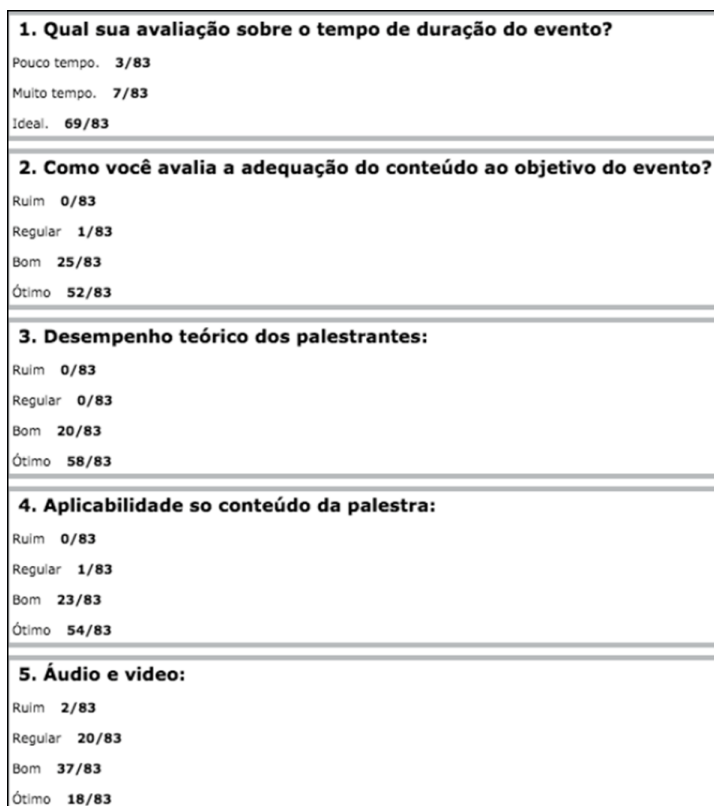 1. Qual sua avaliação sobre o tempo de duração do evento?
Pouco tempo. 3/83
Muito tempo. 7/83
Ideal. 69/83
2. Como você avalia a adequação do conteúdo ao objetivo do evento?
Ruim 0/83
Regular 1/83
Bom 25/83
Ótimo 52/83
3. Desempenho teórico dos palestrantes:
Ruim 0/83
Regular 0/83
Bom 20/83
Ótimo 58/83
4. Aplicabilidade so conteúdo da palestra:
Ruim 0/83
Regular 1/83
Bom 23/83
Ótimo 54/83
5. Áudio e video:
Ruim 2/83
Regular 20/83
Bom 37/83
Ótimo 18/83